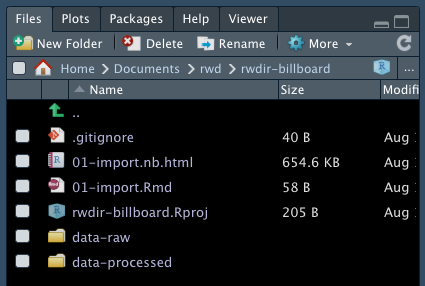 Files Plots Packages Help Viewer
New Folder Delete Rename More
Home Documents rwd rwdir-billboard ...
Name Size Modifi
..
.gitignore 40 B Aug
01-import.nb.html 654.6 KB Aug
01-import.Rmd 58 B Aug
rwdir-billboard.Rproj 205 B Aug
data-raw
data-processed